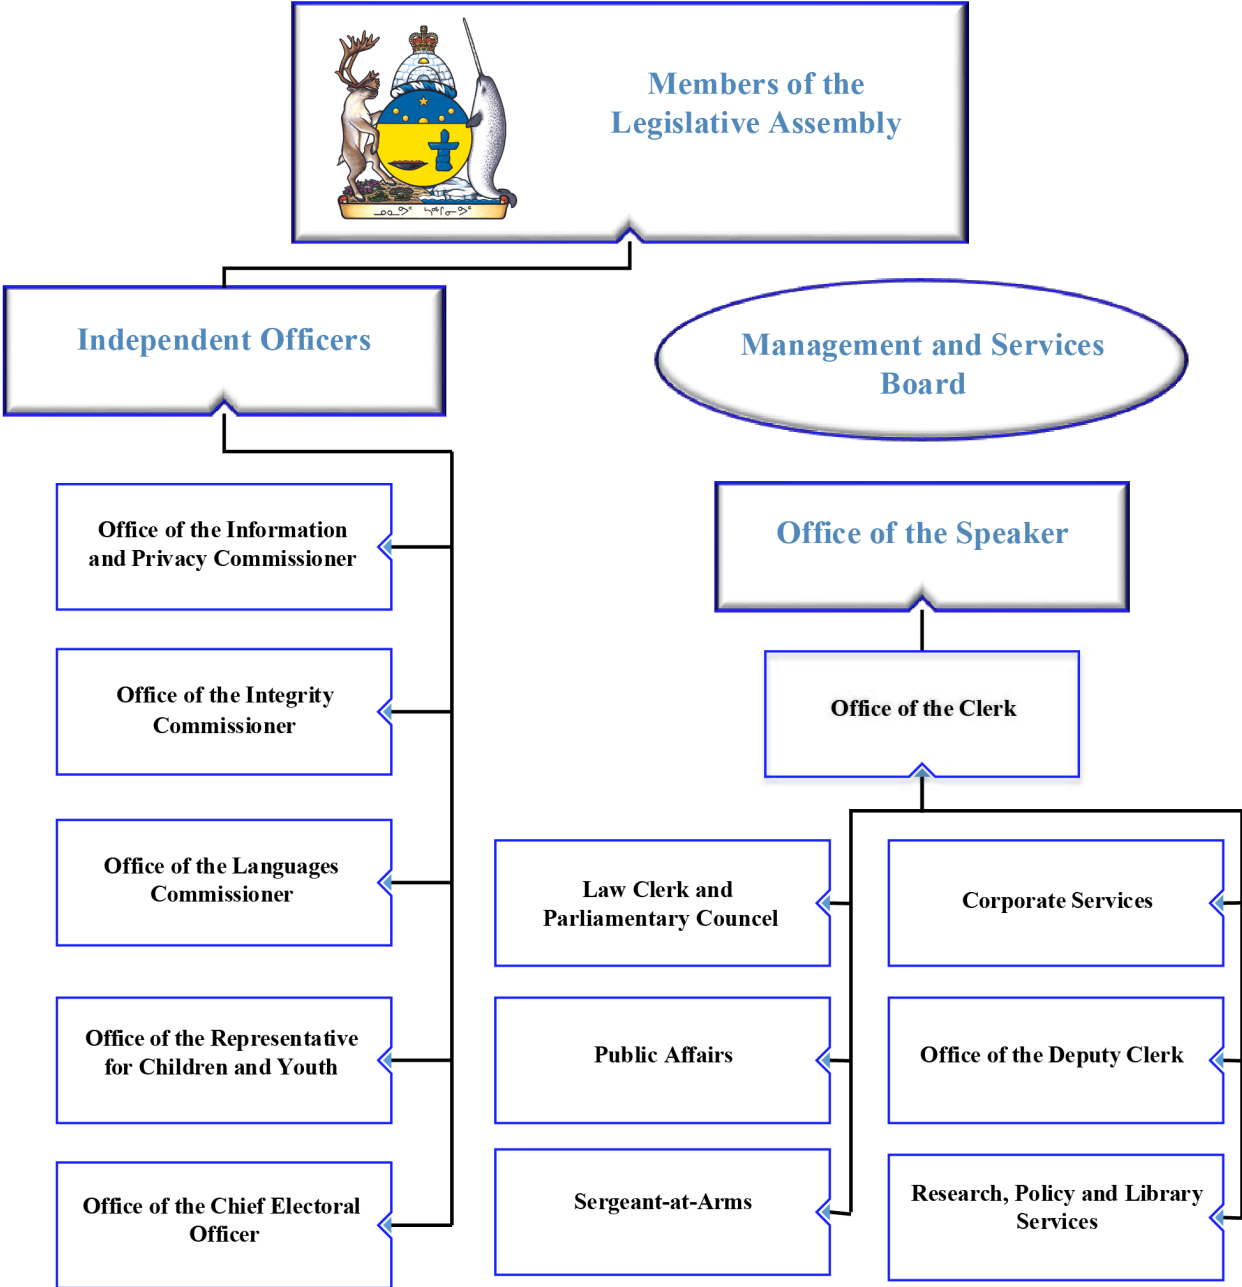 Members of the
Legislative Assembly
ᓄᓇᕗᑦ ᓴᙱᓂᕗᑦ
Independent Officers
Management and Services
Board
Office of the Information
and Privacy Commissioner
Office of the Speaker
Office of the Integrity
Commissioner
Office of the Clerk
Office of the Languages
Commissioner
Law Clerk and
Parliamentary Councel
Corporate Services
Office of the Representative
for Children and Youth
Public Affairs
Office of the Deputy Clerk
Office of the Chief Electoral
Officer
Sergeant-at-Arms
Research, Policy and Library
Services